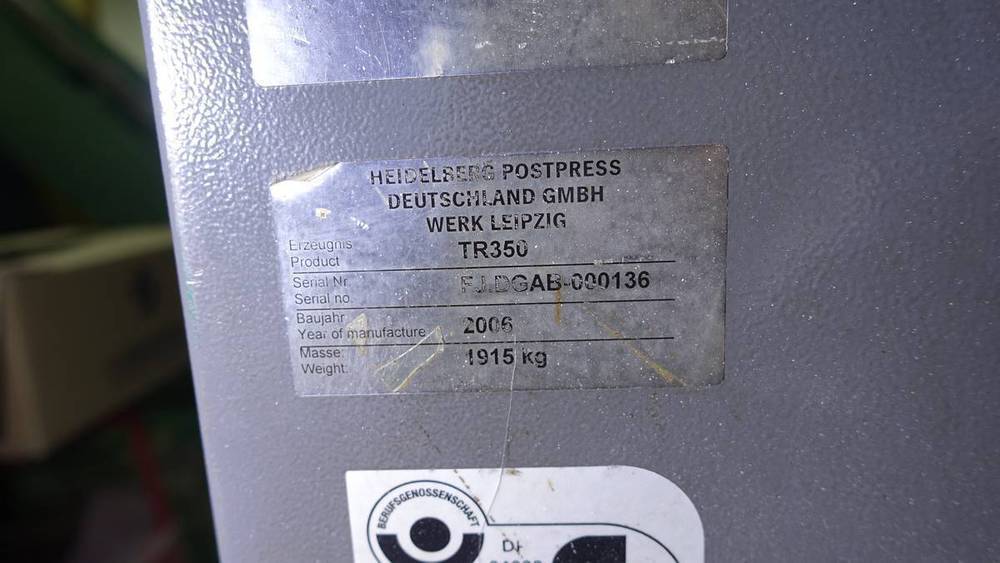 HEIDELBERG POSTPRESS
DEUTSCHLAND GMBH
WERK LEIPZIG
Erzeugnis
Product TR350
Serial Nr.
Serial no. FJ.DGAB-000136
Baujahr
Year of manufacture 2006
Masse:
Weight: 1915 kg
BERUFSGENOSSENSCHAFT